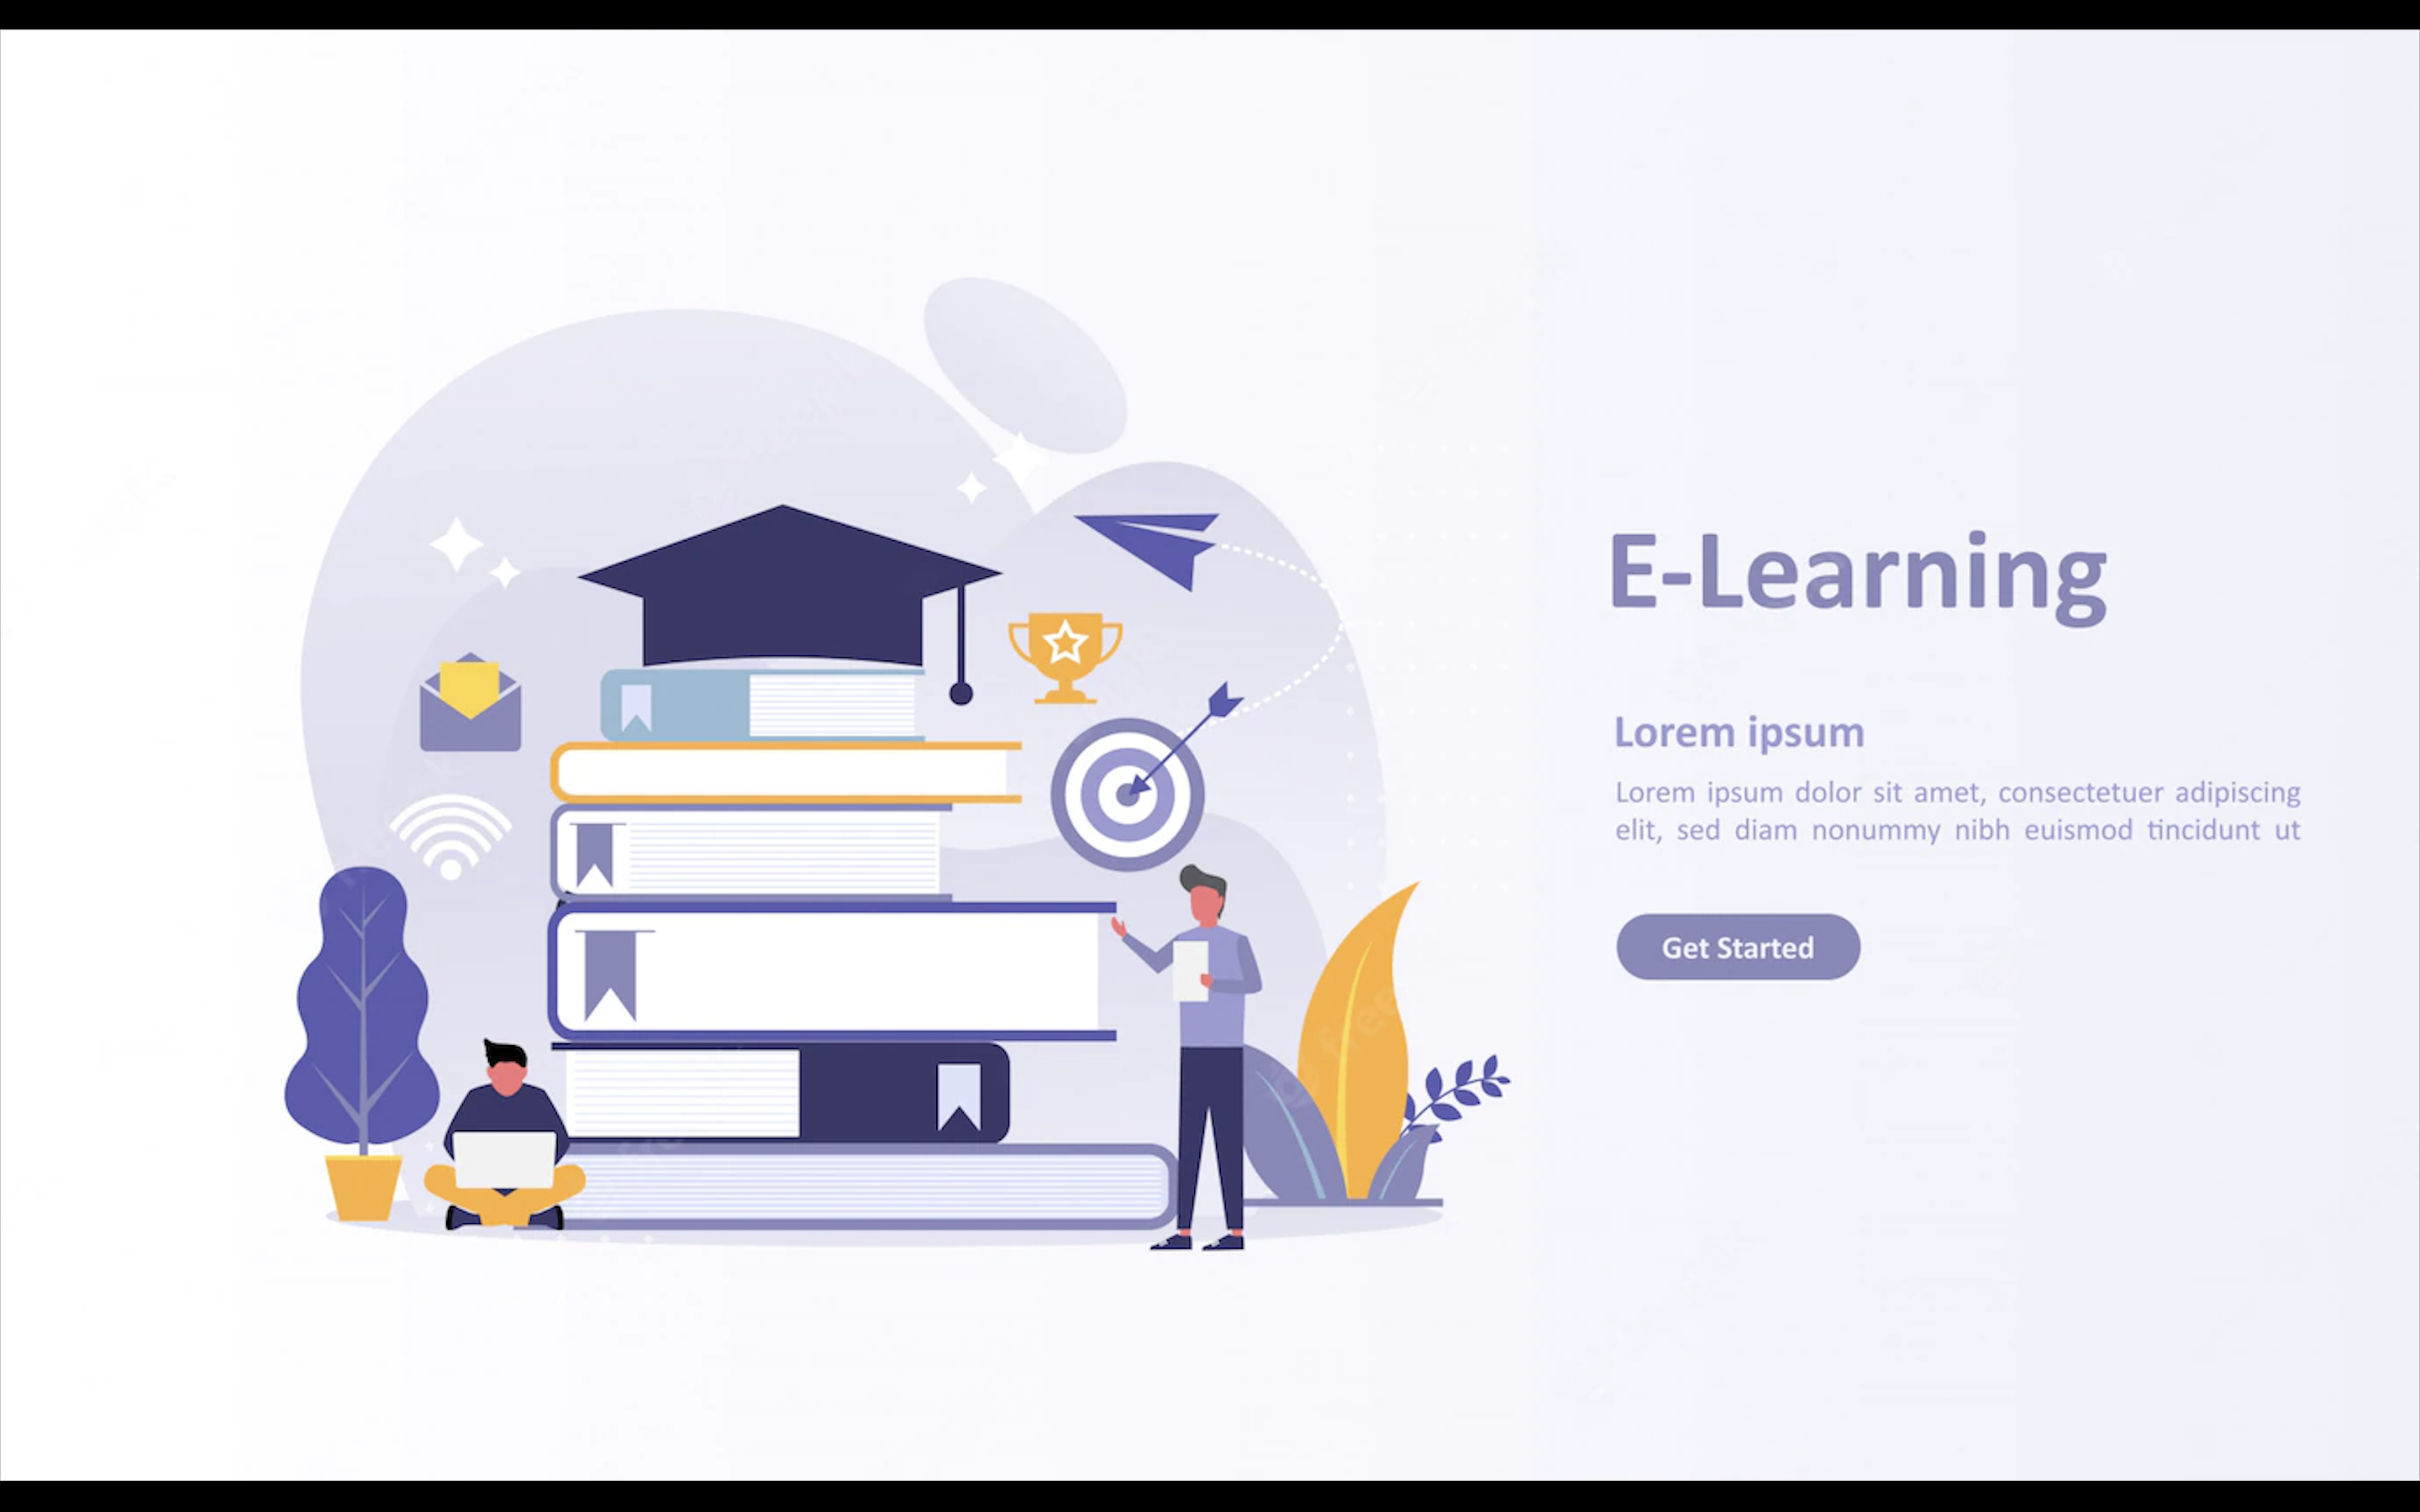 E-Learning
Lorem ipsum
Lorem ipsum dolor sit amet, consectetuer adipiscing
elit, sed diam nonummy nibh euismod tincidunt ut
Get Started